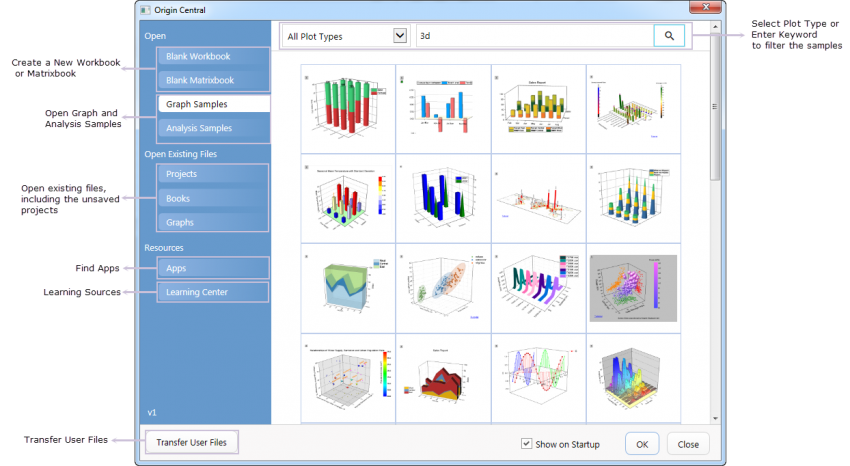 Origin Central
Select Plot Type or
Enter Keyword
to filter the samples
Open
All Plot Types
3d
Create a New Workbook
or Matrixbook
Blank Workbook
Blank Matrixbook
Open Graph and
Analysis Samples
Graph Samples
Analysis Samples
Open Existing Files
Open existing files,
including the unsaved
projects
Projects
Books
Graphs
Resources
Find Apps
Apps
Learning Sources
Learning Center
v1
Transfer User Files
Transfer User Files
Show on Startup
OK
Close